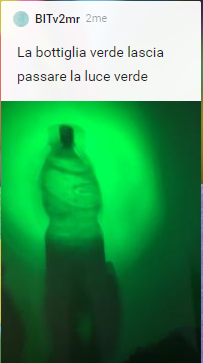 BITv2mr 2me
La bottiglia verde lascia
passare la luce verde